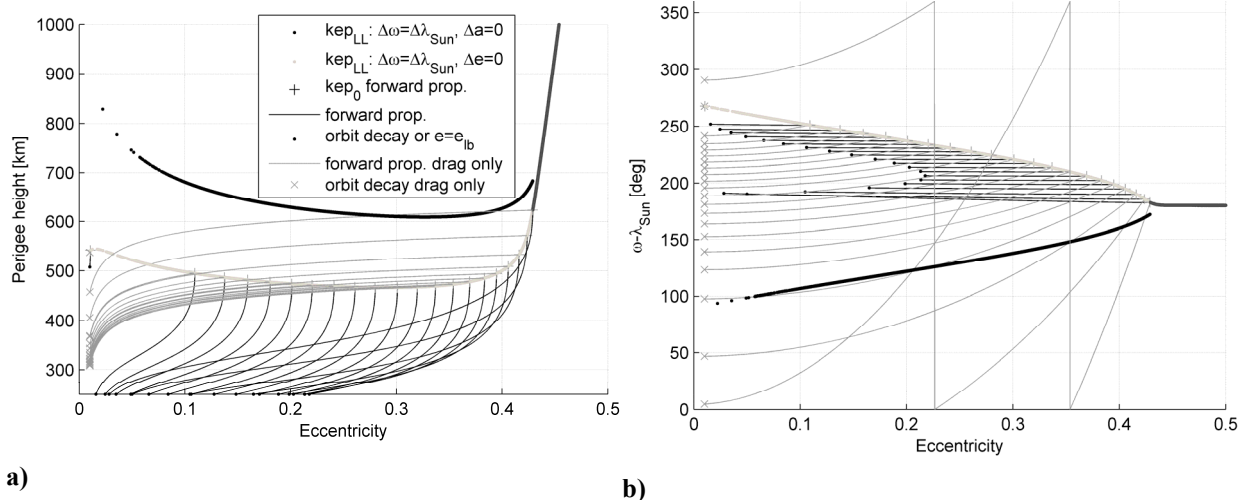 1000
900
800
700
600
500
400
300
Perigee height [km]
0
0.1
0.2
0.3
0.4
0.5
Eccentricity
kep_LL: Δω=Δλ_Sun, Δa=0
kep_LL: Δω=Δλ_Sun, Δe=0
kep_0 forward prop.
forward prop.
orbit decay or e=e_lb
forward prop. drag only
orbit decay drag only
a)
350
300
250
200
150
100
50
0
ω-λ_Sun [deg]
0
0.1
0.2
0.3
0.4
0.5
Eccentricity
b)